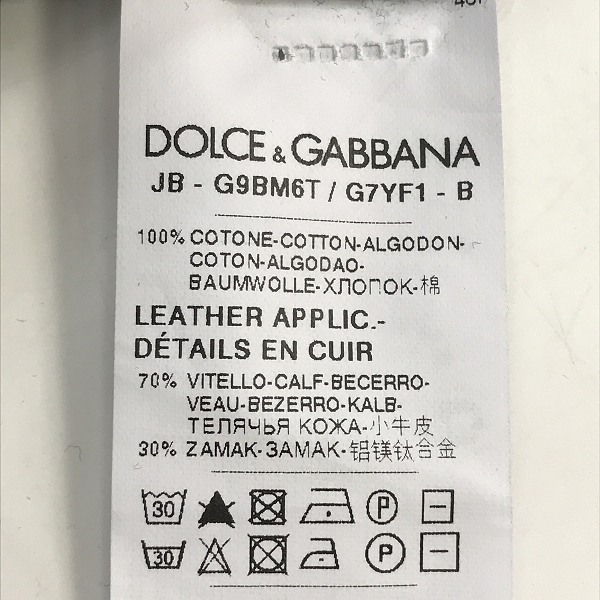 DOLCE & GABBANA
JB - G9BM6T / G7YF1 - B
100% COTONE-COTTON-ALGODON-
COTON-ALGODAO-
BAUMWOLLE-ХЛОПОК-棉
LEATHER APPLIC.-
DÉTAILS EN CUIR
70% VITELLO-CALF-BECERRO-
VEAU-BEZERRO-KALB-
ТЕЛЯЧЬЯ КОЖА-小牛皮
30% ZAMAK-ЗАМАК-铝镁钛合金
30 P
30 P